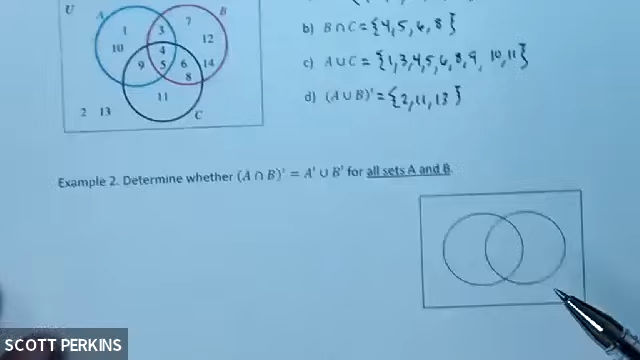 U
A
B
1
3
7
10
12
4
9
5
6
14
8
11
2 13
C
b) B ∩ C = {4,5,6,8}
c) A ∪ C = {1,3,4,5,6,8,9, 10,11}
d) (A ∪ B)' = {2,11,13}
Example 2. Determine whether (A ∩ B)' = A' ∪ B' for all sets A and B.
SCOTT PERKINS